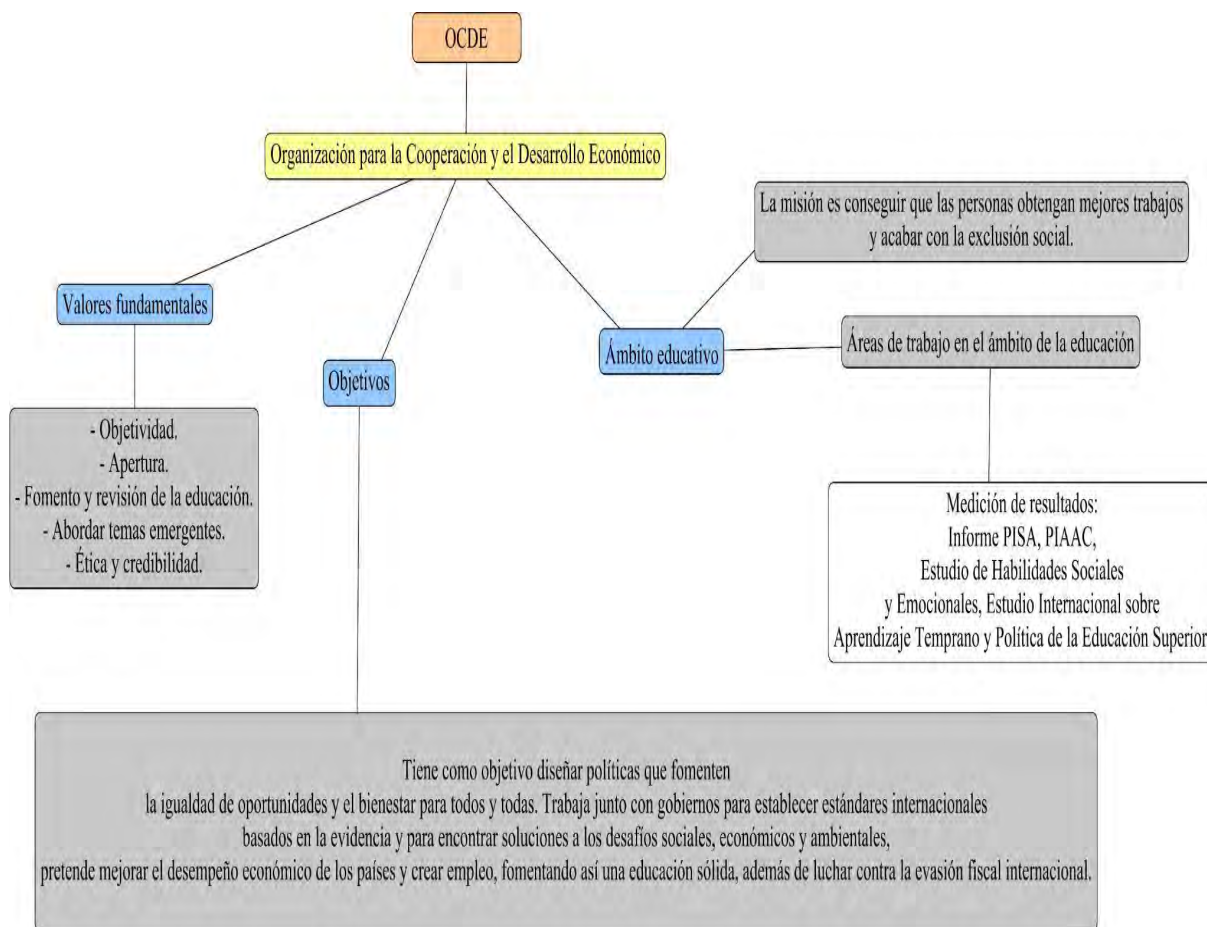 OCDE
Organización para la Cooperación y el Desarrollo Económico
La misión es conseguir que las personas obtengan mejores trabajos
y acabar con la exclusión social.
Valores fundamentales
Ámbito educativo
Áreas de trabajo en el ámbito de la educación
Objetivos
- Objetividad.
- Apertura.
- Fomento y revisión de la educación.
- Abordar temas emergentes.
- Ética y credibilidad.
Medición de resultados:
Informe PISA, PIAAC,
Estudio de Habilidades Sociales
y Emocionales, Estudio Internacional sobre
Aprendizaje Temprano y Política de la Educación Superior
Tiene como objetivo diseñar políticas que fomenten
la igualdad de oportunidades y el bienestar para todos y todas. Trabaja junto con gobiernos para establecer estándares internacionales
basados en la evidencia y para encontrar soluciones a los desafíos sociales, económicos y ambientales,
pretende mejorar el desempeño económico de los países y crear empleo, fomentando así una educación sólida, además de luchar contra la evasión fiscal internacional.